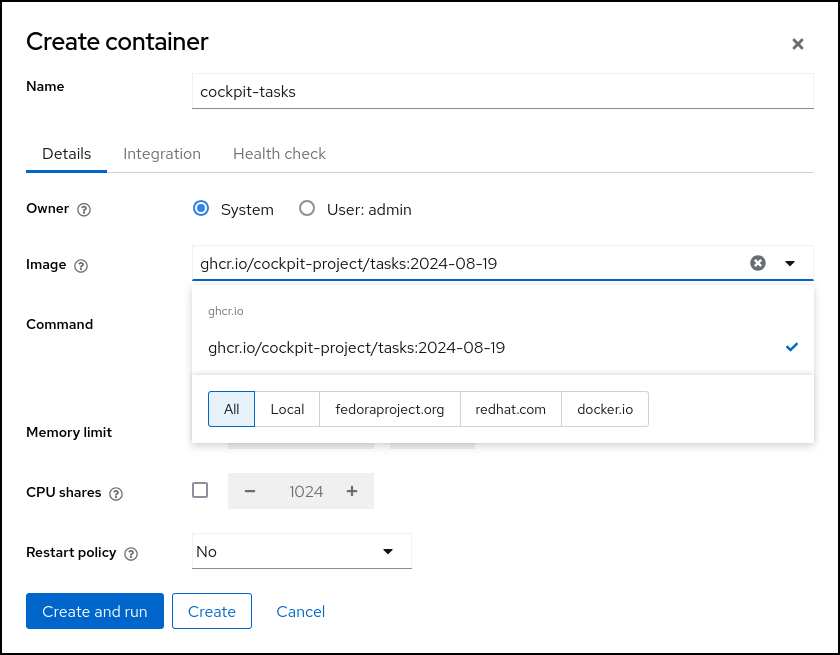 Create container
Name
cockpit-tasks
Details Integration Health check
Owner System User: admin
Image ghcr.io/cockpit-project/tasks:2024-08-19
ghcr.io
Command
ghcr.io/cockpit-project/tasks:2024-08-19
All Local fedoraproject.org redhat.com docker.io
Memory limit
CPU shares 1024
Restart policy No
Create and run Create Cancel